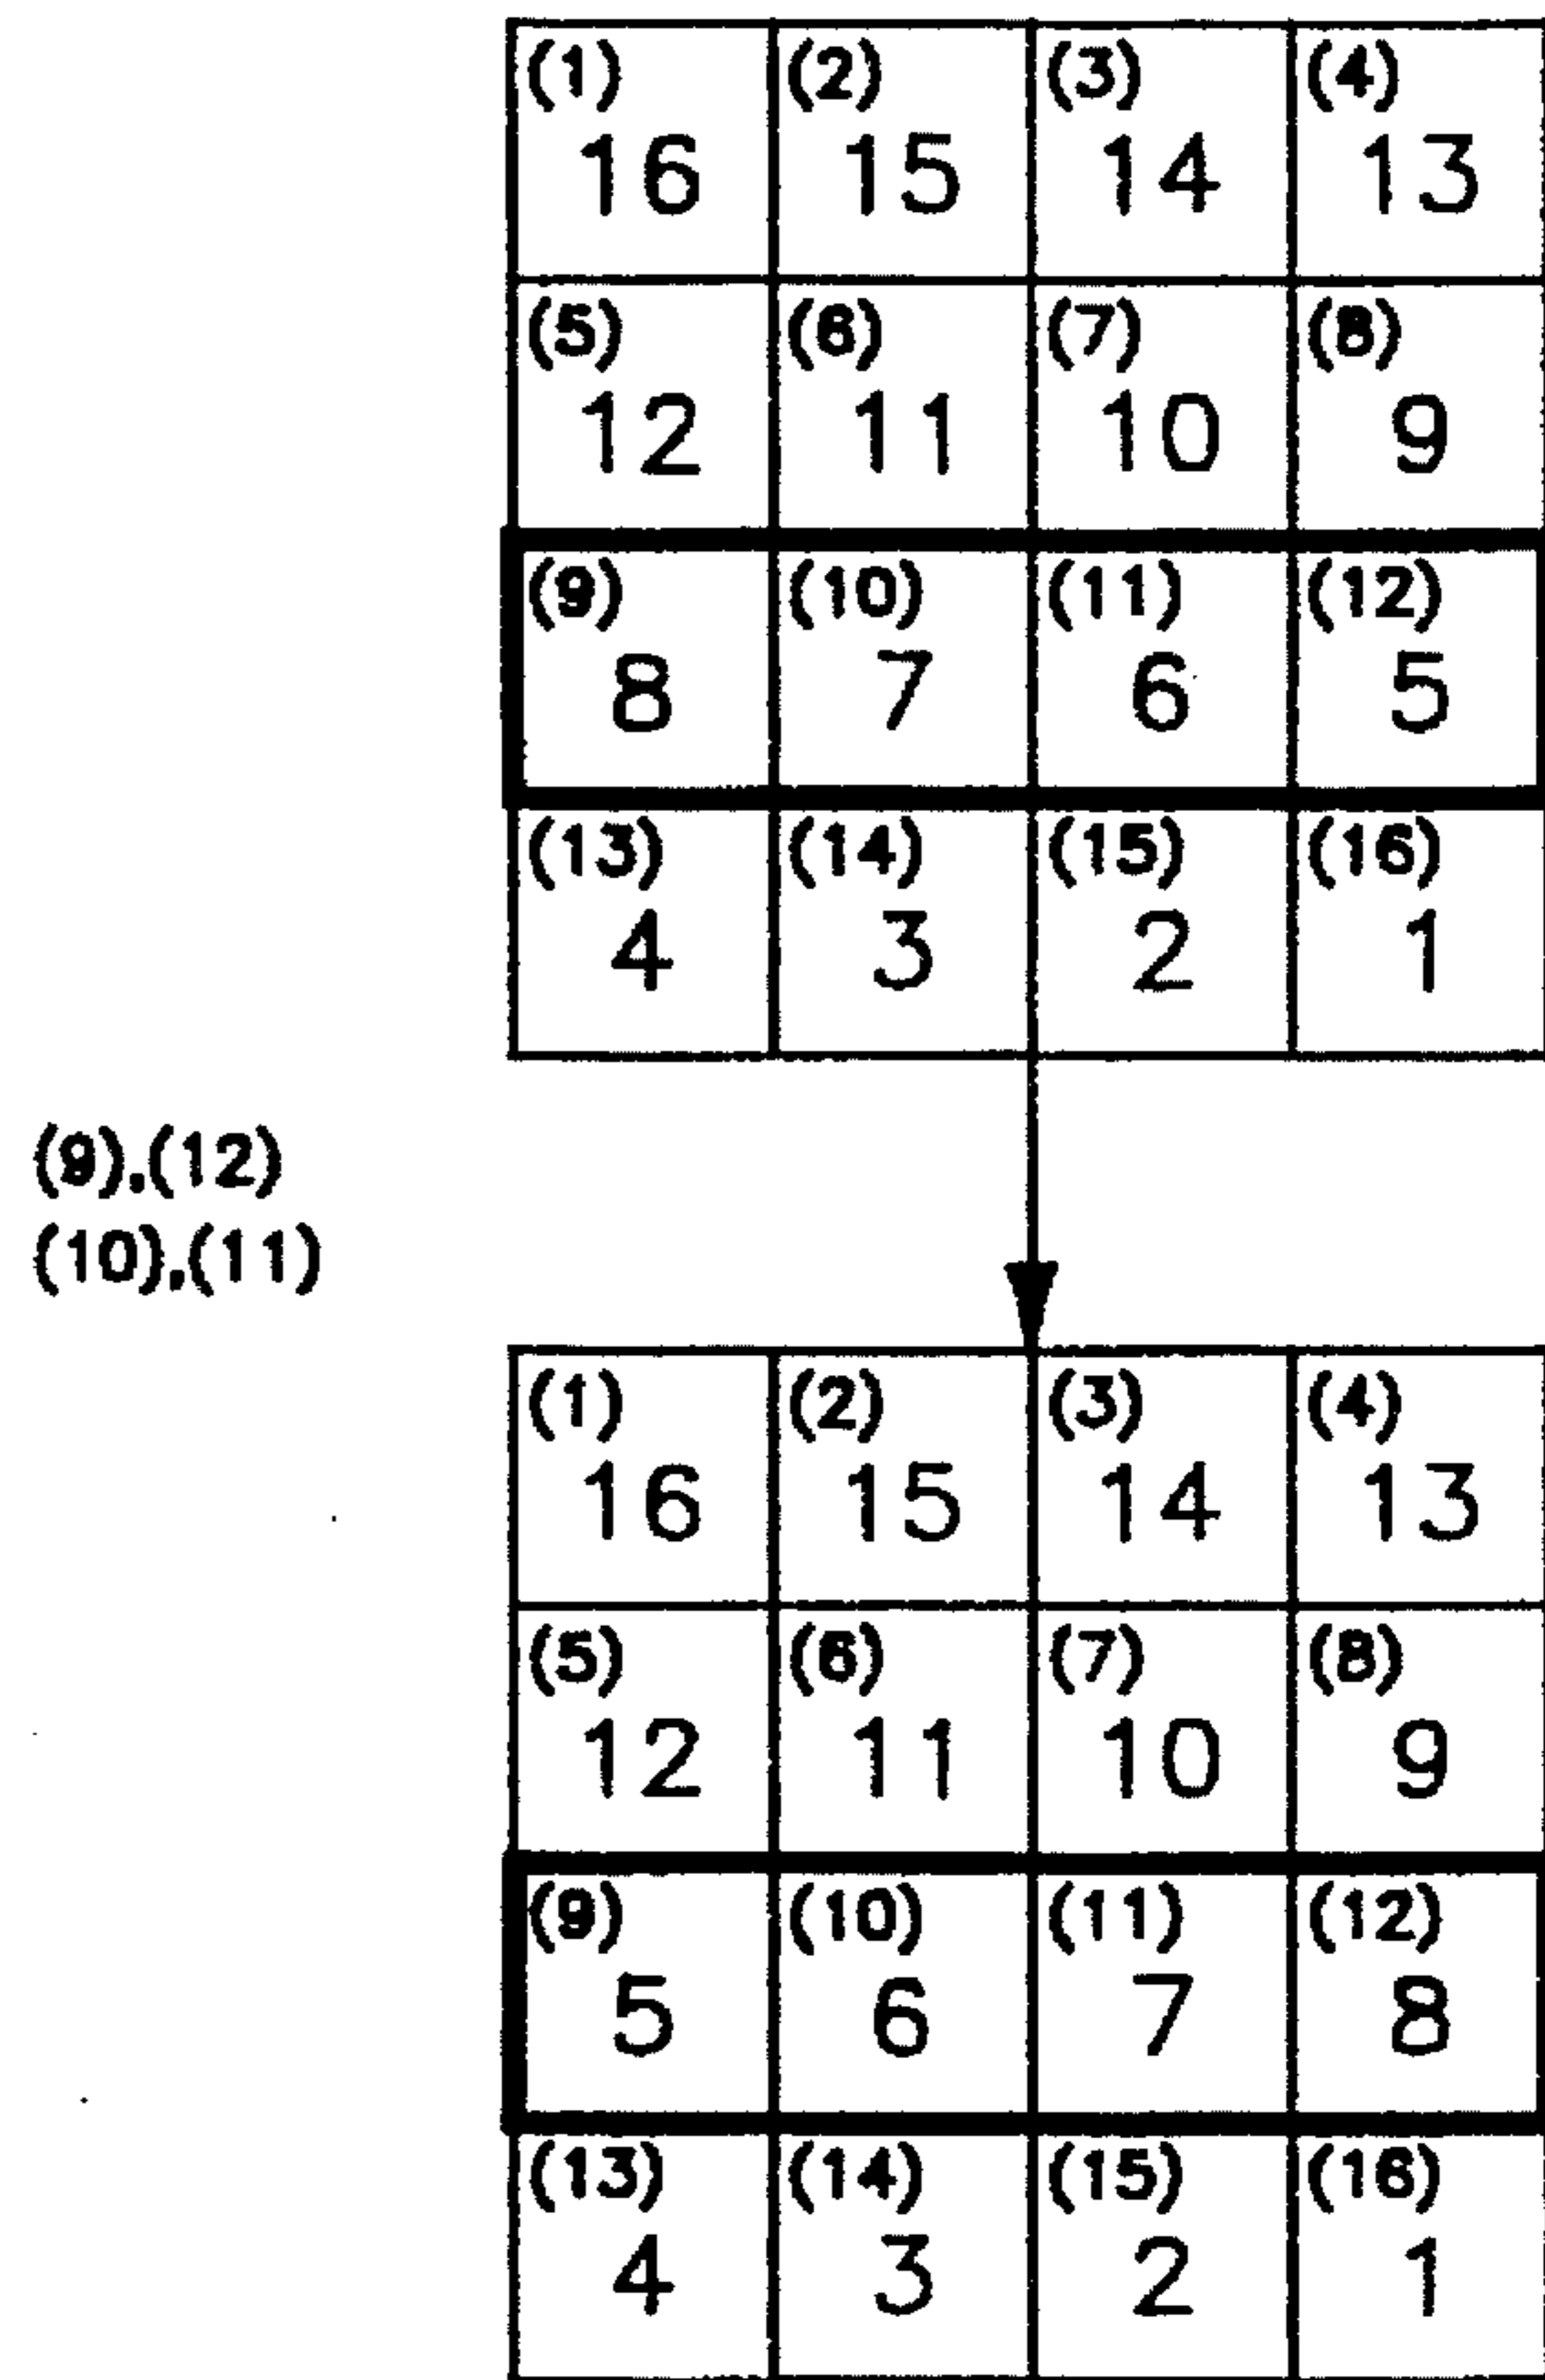 (1) (2) (3) (4)
16 15 14 13
(5) (6) (7) (8)
12 11 10 9
(9) (10) (11) (12)
8 7 6 5
(13) (14) (15) (16)
4 3 2 1
(9),(12)
(10),(11)
(1) (2) (3) (4)
16 15 14 13
(5) (6) (7) (8)
12 11 10 9
(9) (10) (11) (12)
5 6 7 8
(13) (14) (15) (16)
4 3 2 1